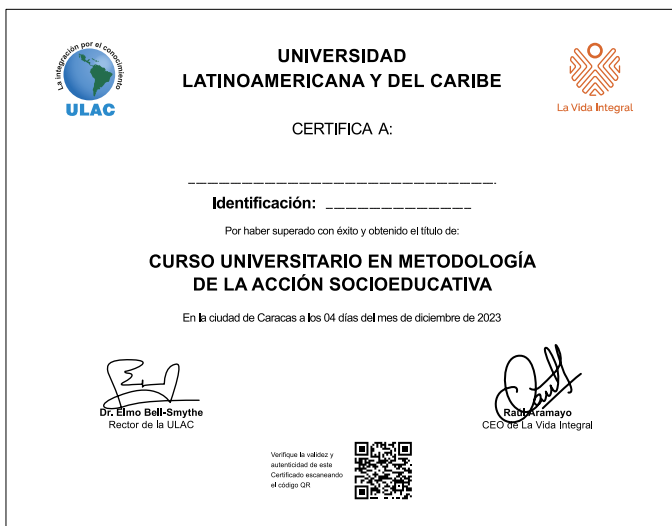 La integración por el conocimiento
ULAC
UNIVERSIDAD
LATINOAMERICANA Y DEL CARIBE
La Vida Integral
CERTIFICA A:
Identificación:
Por haber superado con éxito y obtenido el título de:
CURSO UNIVERSITARIO EN METODOLOGÍA
DE LA ACCIÓN SOCIOEDUCATIVA
En la ciudad de Caracas a los 04 días del mes de diciembre de 2023
Dr. Elmo Bell-Smythe
Rector de la ULAC
Raúl Aramayo
CEO de La Vida Integral
Verifique la validez y
autenticidad de este
Certificado escaneando
el código QR